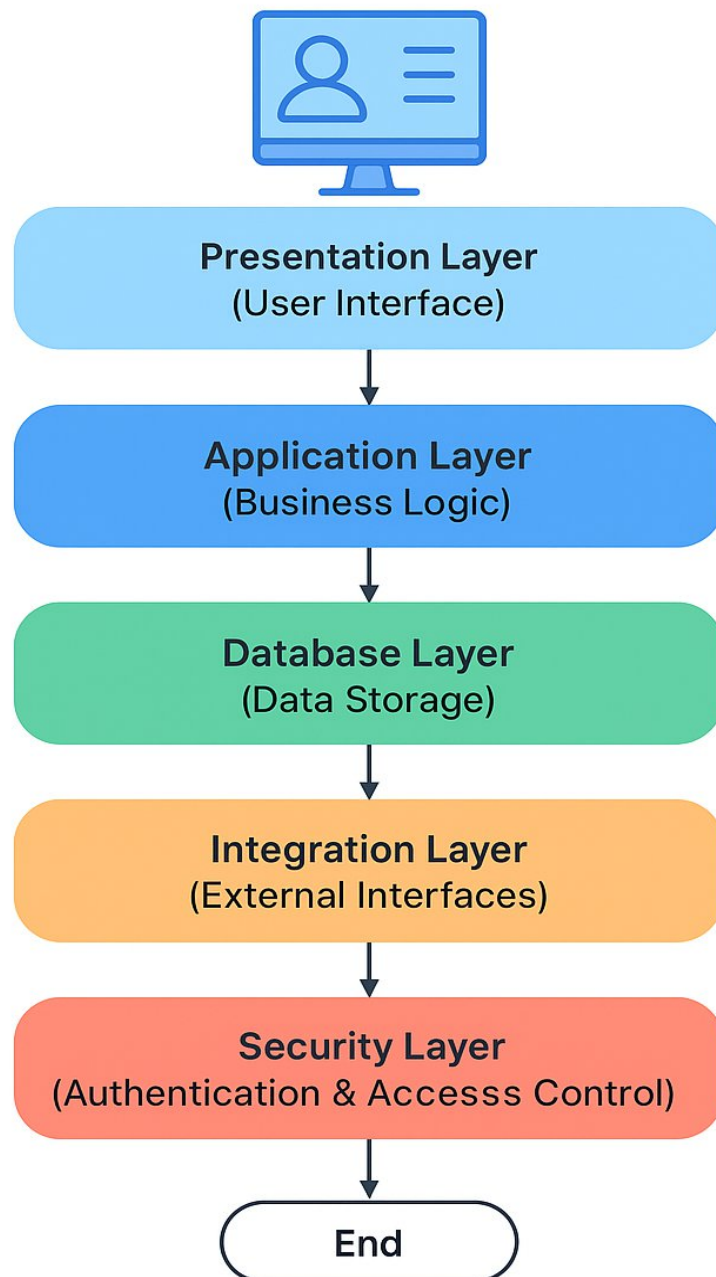 Presentation Layer
(User Interface)
Application Layer
(Business Logic)
Database Layer
(Data Storage)
Integration Layer
(External Interfaces)
Security Layer
(Authentication & Accesss Control)
End